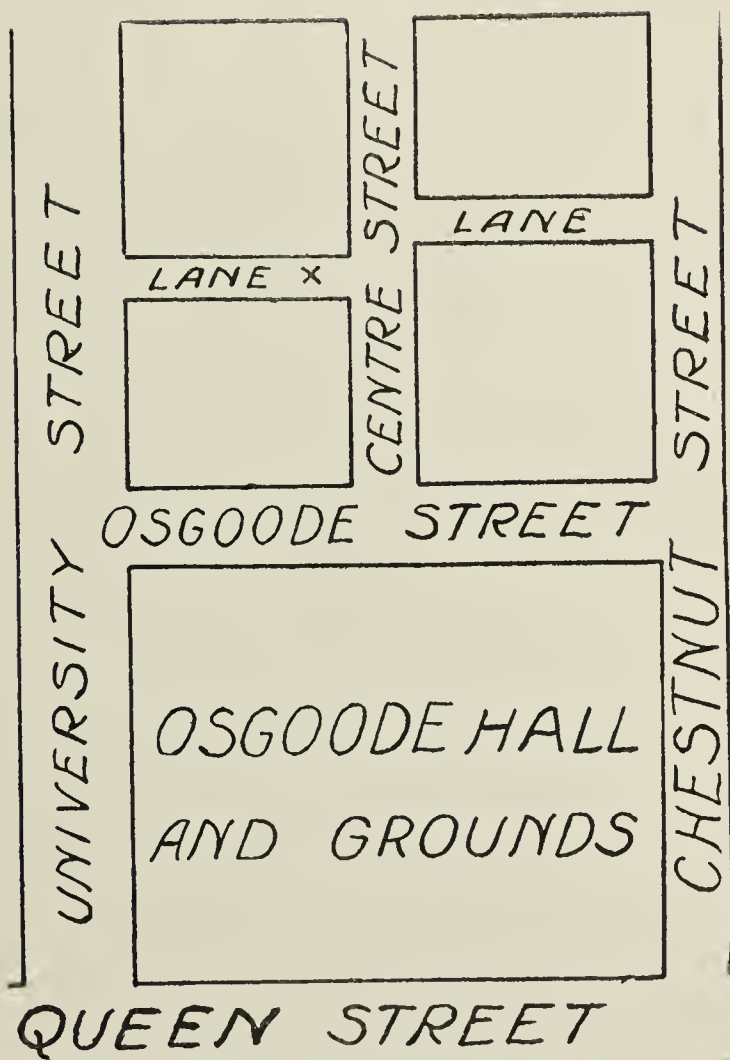 CENTRE STREET
LANE
LANE X
UNIVERSITY STREET
OSGOODE STREET
CHESTNUT STREET
OSGOODE HALL
AND GROUNDS
QUEEN STREET